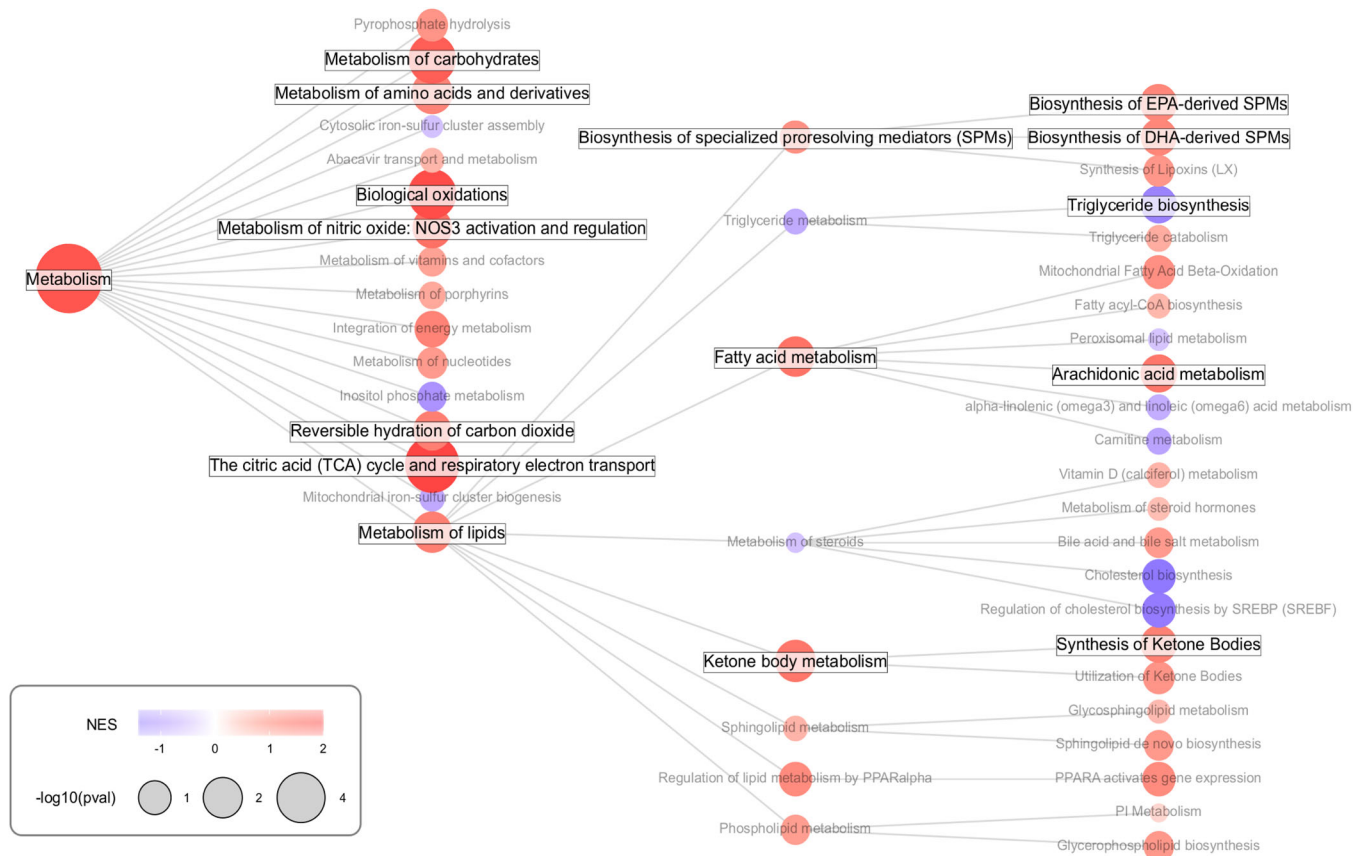 Metabolism
Pyrophosphate hydrolysis
Metabolism of carbohydrates
Metabolism of amino acids and derivatives
Cytosolic iron-sulfur cluster assembly
Abacavir transport and metabolism
Biological oxidations
Metabolism of nitric oxide: NOS3 activation and regulation
Metabolism of vitamins and cofactors
Metabolism of porphyrins
Integration of energy metabolism
Metabolism of nucleotides
Inositol phosphate metabolism
Reversible hydration of carbon dioxide
The citric acid (TCA) cycle and respiratory electron transport
Mitochondrial iron-sulfur cluster biogenesis
Metabolism of lipids
Biosynthesis of specialized proresolving mediators (SPMs)
Triglyceride metabolism
Fatty acid metabolism
Metabolism of steroids
Ketone body metabolism
Sphingolipid metabolism
Regulation of lipid metabolism by PPARalpha
Phospholipid metabolism
Biosynthesis of EPA-derived SPMs
Biosynthesis of DHA-derived SPMs
Synthesis of Lipoxins (LX)
Triglyceride biosynthesis
Triglyceride catabolism
Mitochondrial Fatty Acid Beta-Oxidation
Fatty acyl-CoA biosynthesis
Peroxisomal lipid metabolism
Arachidonic acid metabolism
alpha-linolenic (omega3) and linoleic (omega6) acid metabolism
Carnitine metabolism
Vitamin D (calciferol) metabolism
Metabolism of steroid hormones
Bile acid and bile salt metabolism
Cholesterol biosynthesis
Regulation of cholesterol biosynthesis by SREBP (SREBF)
Synthesis of Ketone Bodies
Utilization of Ketone Bodies
Glycosphingolipid metabolism
Sphingolipid de novo biosynthesis
PPARA activates gene expression
PI Metabolism
Glycerophospholipid biosynthesis
NES
-1 0 1 2
-log10(pval) 1 2 4